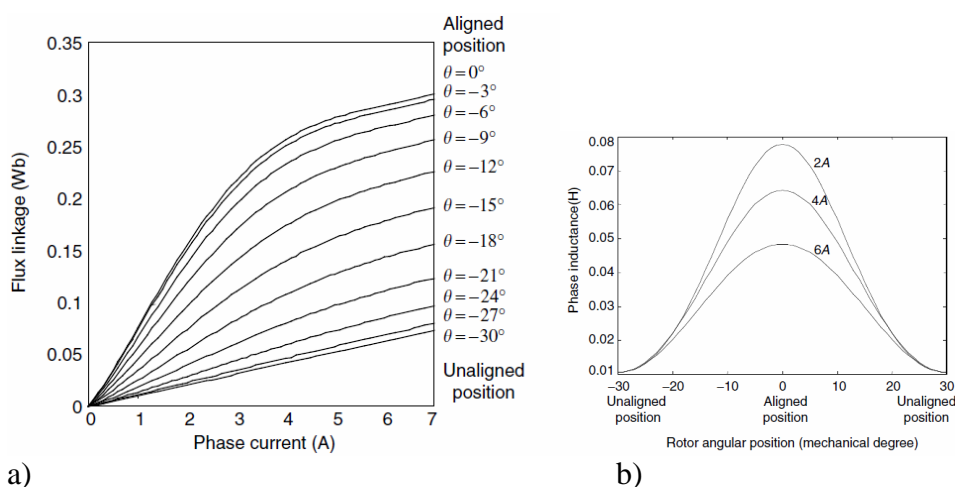 Aligned
position
0.35
0.3
0.25
0.2
0.15
0.1
0.05
0
Flux linkage (Wb)
0 1 2 3 4 5 6 7
Phase current (A)
θ = 0°
θ = −3°
θ = −6°
θ = −9°
θ = −12°
θ = −15°
θ = −18°
θ = −21°
θ = −24°
θ = −27°
θ = −30°
Unaligned
position
a)
0.08
0.07
0.06
0.05
0.04
0.03
0.02
0.01
Phase inductance(H)
2A
4A
6A
−30 −20 −10 0 10 20 30
Unaligned Aligned Unaligned
position position position
Rotor angular position (mechanical degree)
b)